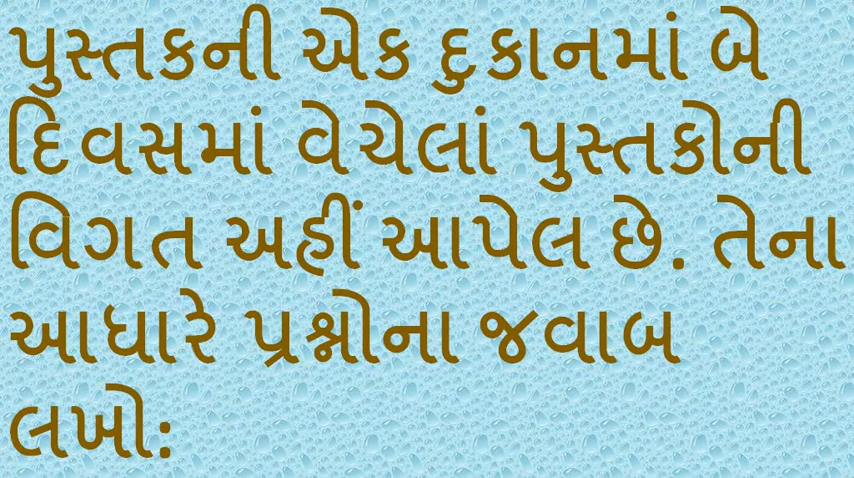 પુસ્તકની એક દુકાનમાં બે
દિવસમાં વેચેલાં પુસ્તકોની
વિગત અહીં આપેલ છે. તેના
આધારે પ્રશ્નોના જવાબ
લખો: